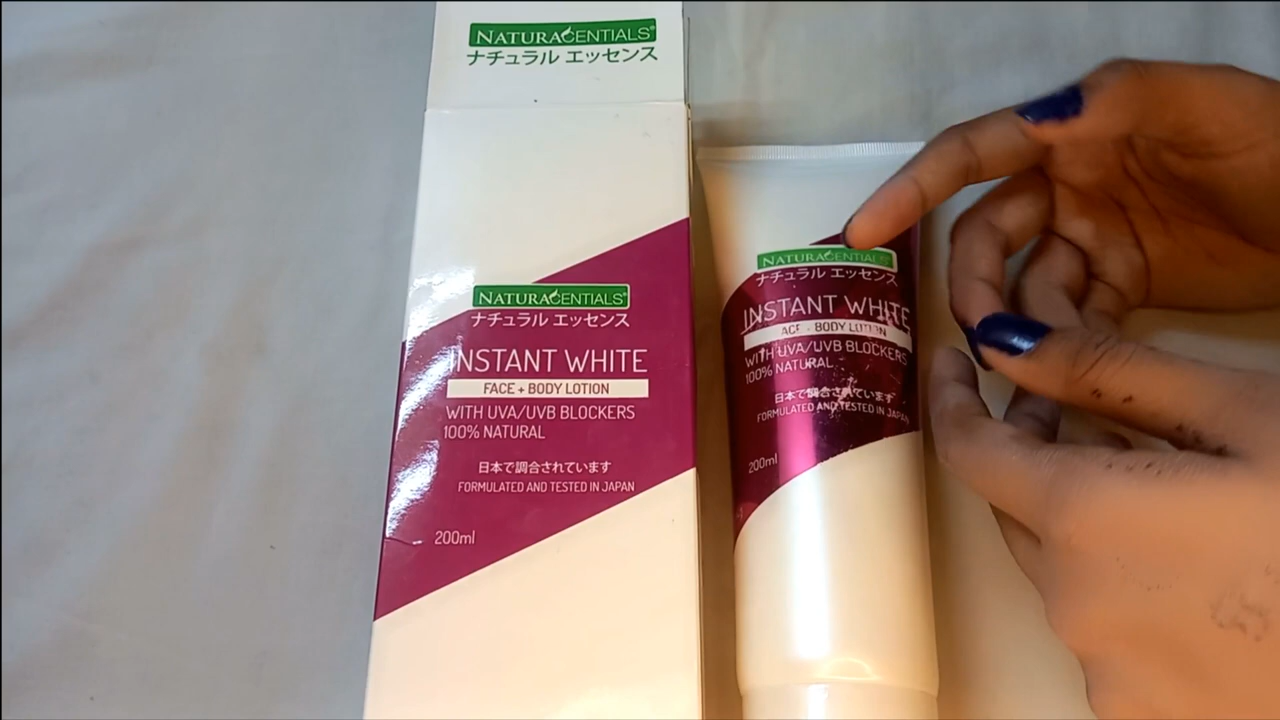 NATURACENTIALS®
ナチュラル エッセンス
NATURACENTIALS®
ナチュラル エッセンス
INSTANT WHITE
FACE + BODY LOTION
WITH UVA/UVB BLOCKERS
100% NATURAL
日本で調合されています
FORMULATED AND TESTED IN JAPAN
200ml
NATURACENTIALS®
ナチュラル エッセンス
INSTANT WHITE
BODY LOTION
WITH UVA/UVB BLOCKERS
100% NATURAL
日本で調合されています
FORMULATED AND TESTED IN JAPAN
200ml